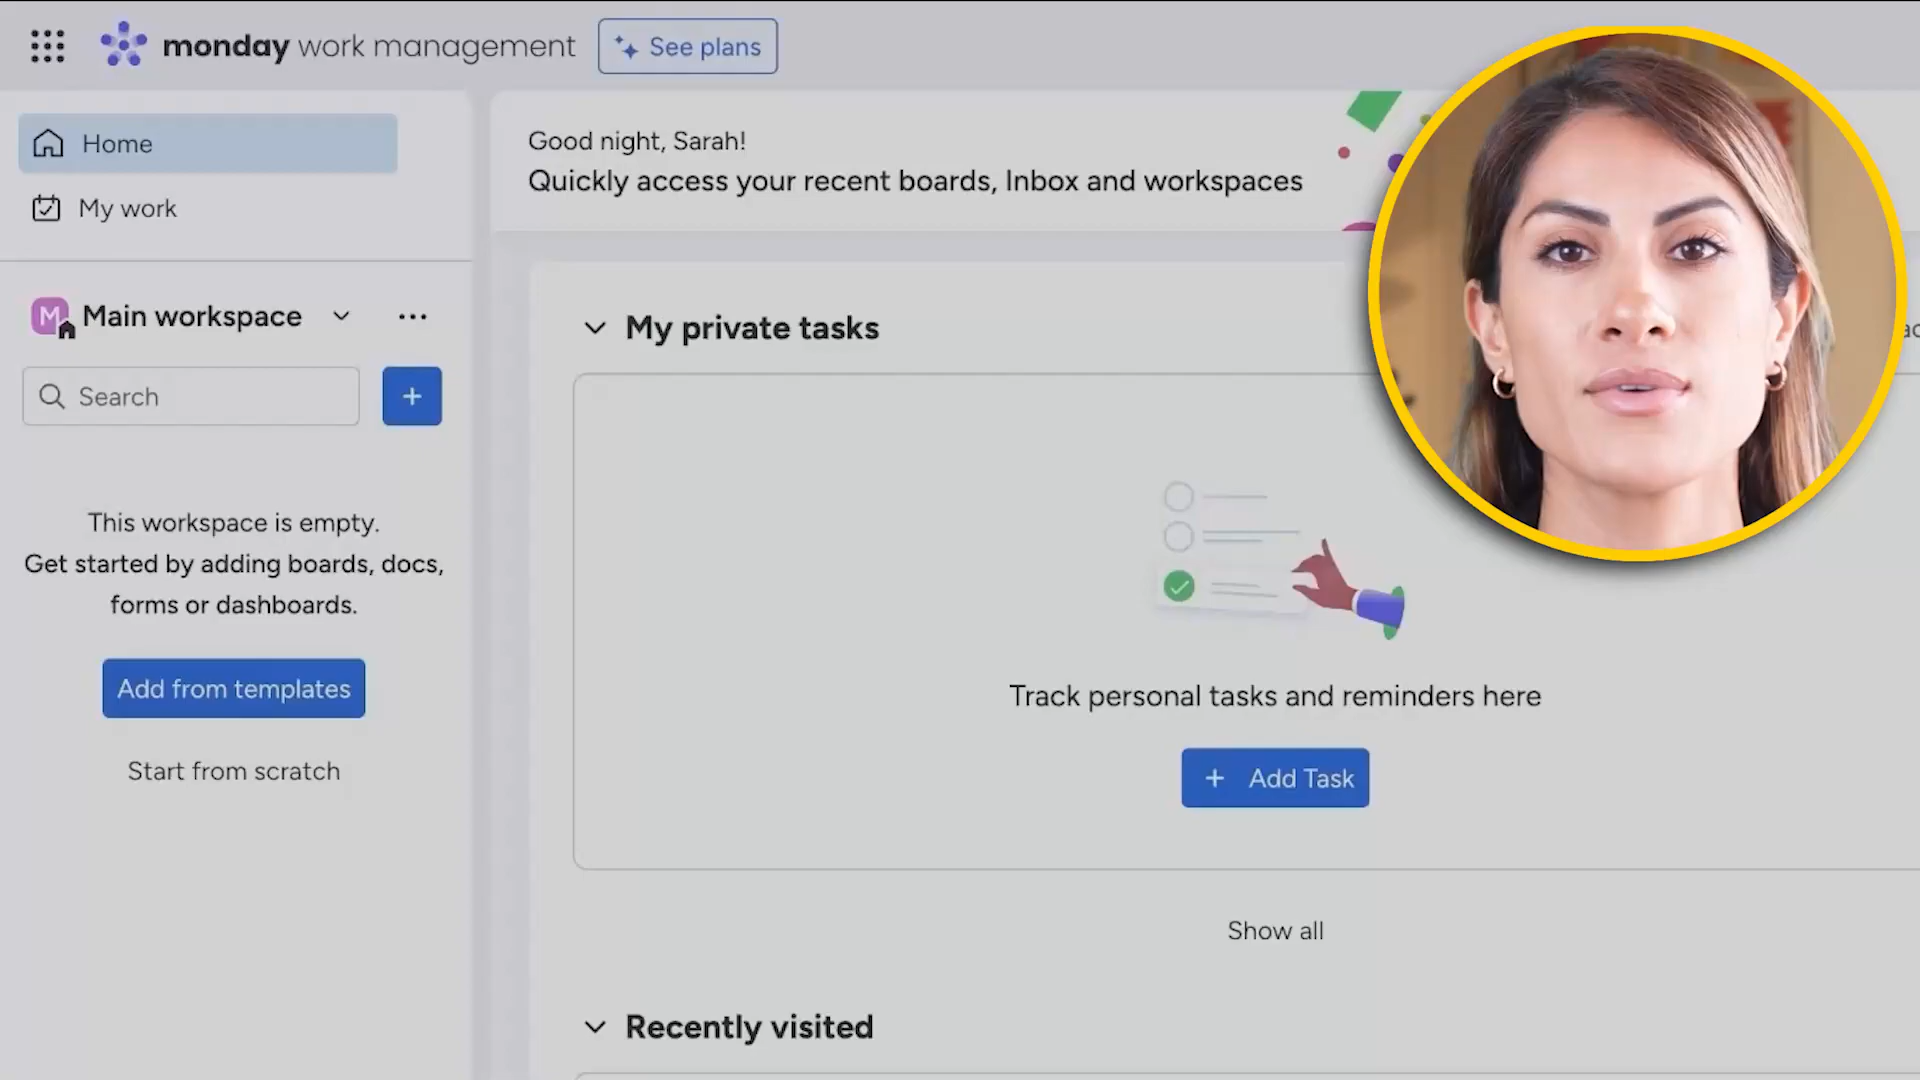 monday work management
See plans
Home
My work
Main workspace
M
Search
This workspace is empty.
Get started by adding boards, docs,
forms or dashboards.
Add from templates
Start from scratch
Good night, Sarah!
Quickly access your recent boards, Inbox and workspaces
My private tasks
Track personal tasks and reminders here
+ Add Task
Show all
Recently visited